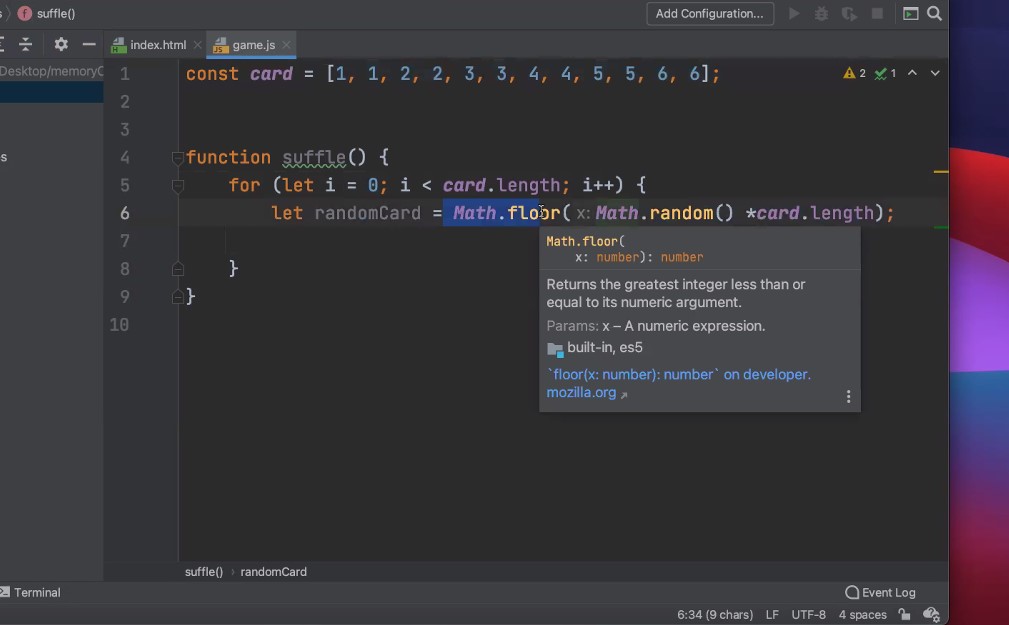 s f suffle()
Add Configuration...
index.html
game.js
Desktop/memoryC
s
2 1
1 const card = [1, 1, 2, 2, 3, 3, 4, 4, 5, 5, 6, 6];
2
3
4 function suffle() {
5 for (let i = 0; i < card.length; i++) {
6 let randomCard = Math.floor( x: Math.random() *card.length);
7
8 }
9 }
10
Math.floor(
x: number): number
Returns the greatest integer less than or
equal to its numeric argument.
Params: x – A numeric expression.
built-in, es5
`floor(x: number): number` on developer.
mozilla.org
suffle() › randomCard
Terminal
Event Log
6:34 (9 chars) LF UTF-8 4 spaces